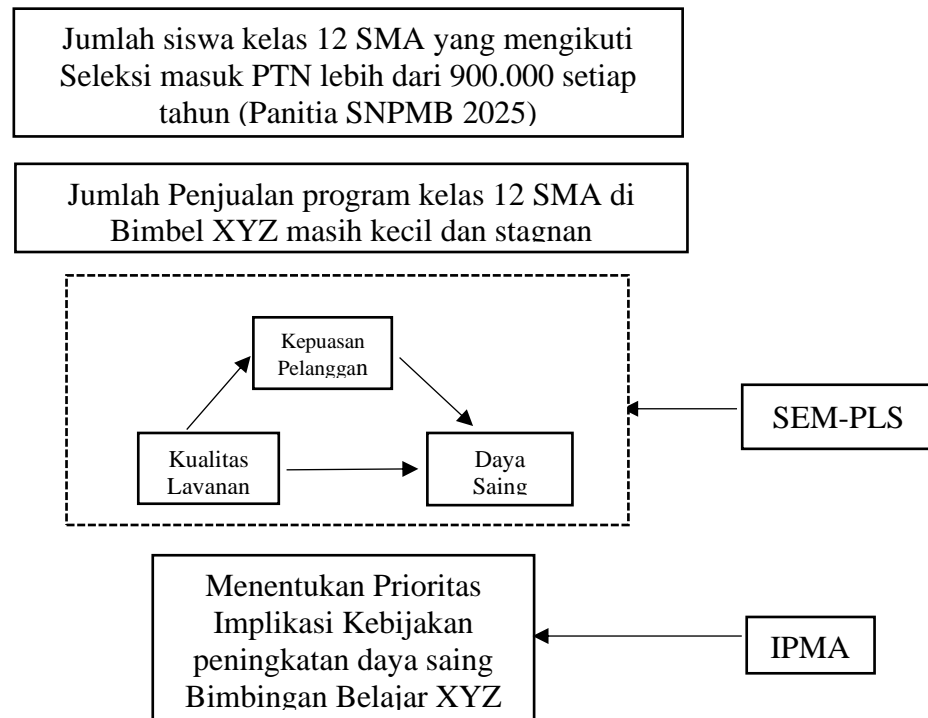 Jumlah siswa kelas 12 SMA yang mengikuti
Seleksi masuk PTN lebih dari 900.000 setiap
tahun (Panitia SNPMB 2025)
Jumlah Penjualan program kelas 12 SMA di
Bimbel XYZ masih kecil dan stagnan
Kepuasan
Pelanggan
SEM-PLS
Kualitas
Layanan
Daya
Saing
Menentukan Prioritas
Implikasi Kebijakan
peningkatan daya saing
Bimbingan Belajar XYZ
IPMA